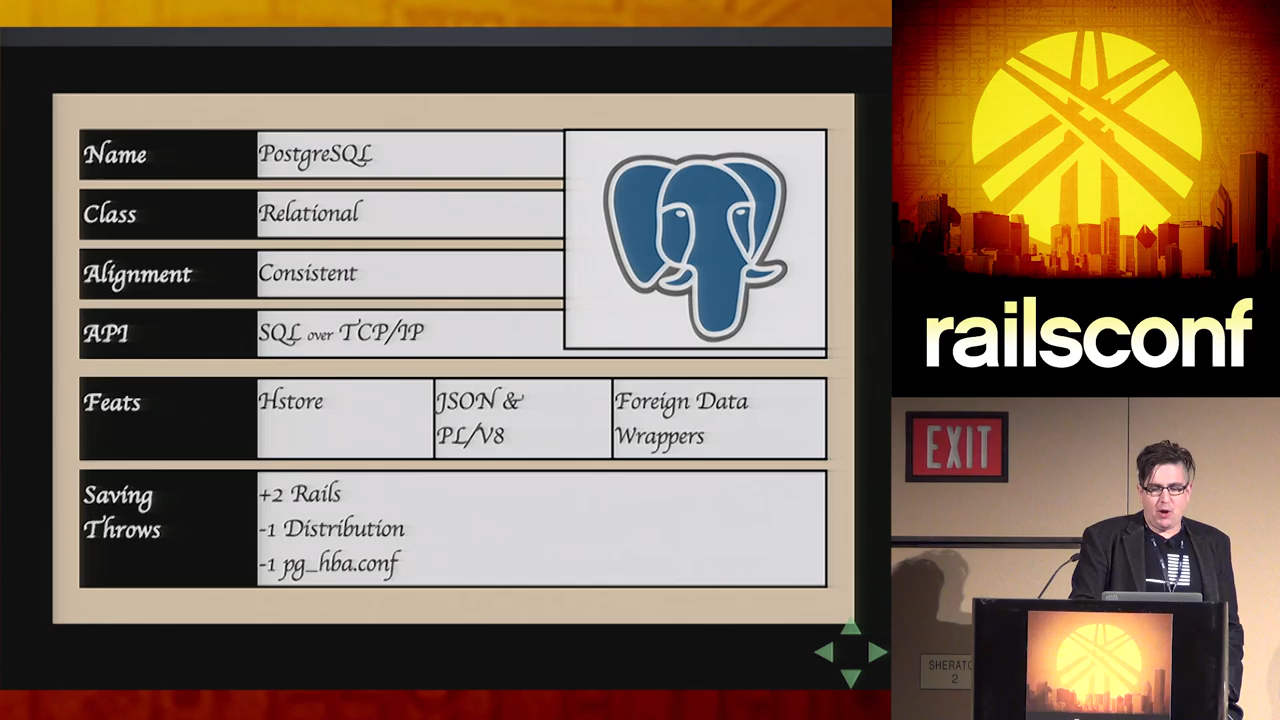 Name PostgreSQL
Class Relational
Alignment Consistent
API SQL over TCP/IP
Feats Hstore JSON & PL/V8 Foreign Data Wrappers
Saving Throws +2 Rails
-1 Distribution
-1 pg_hba.conf
railsconf
EXIT
2